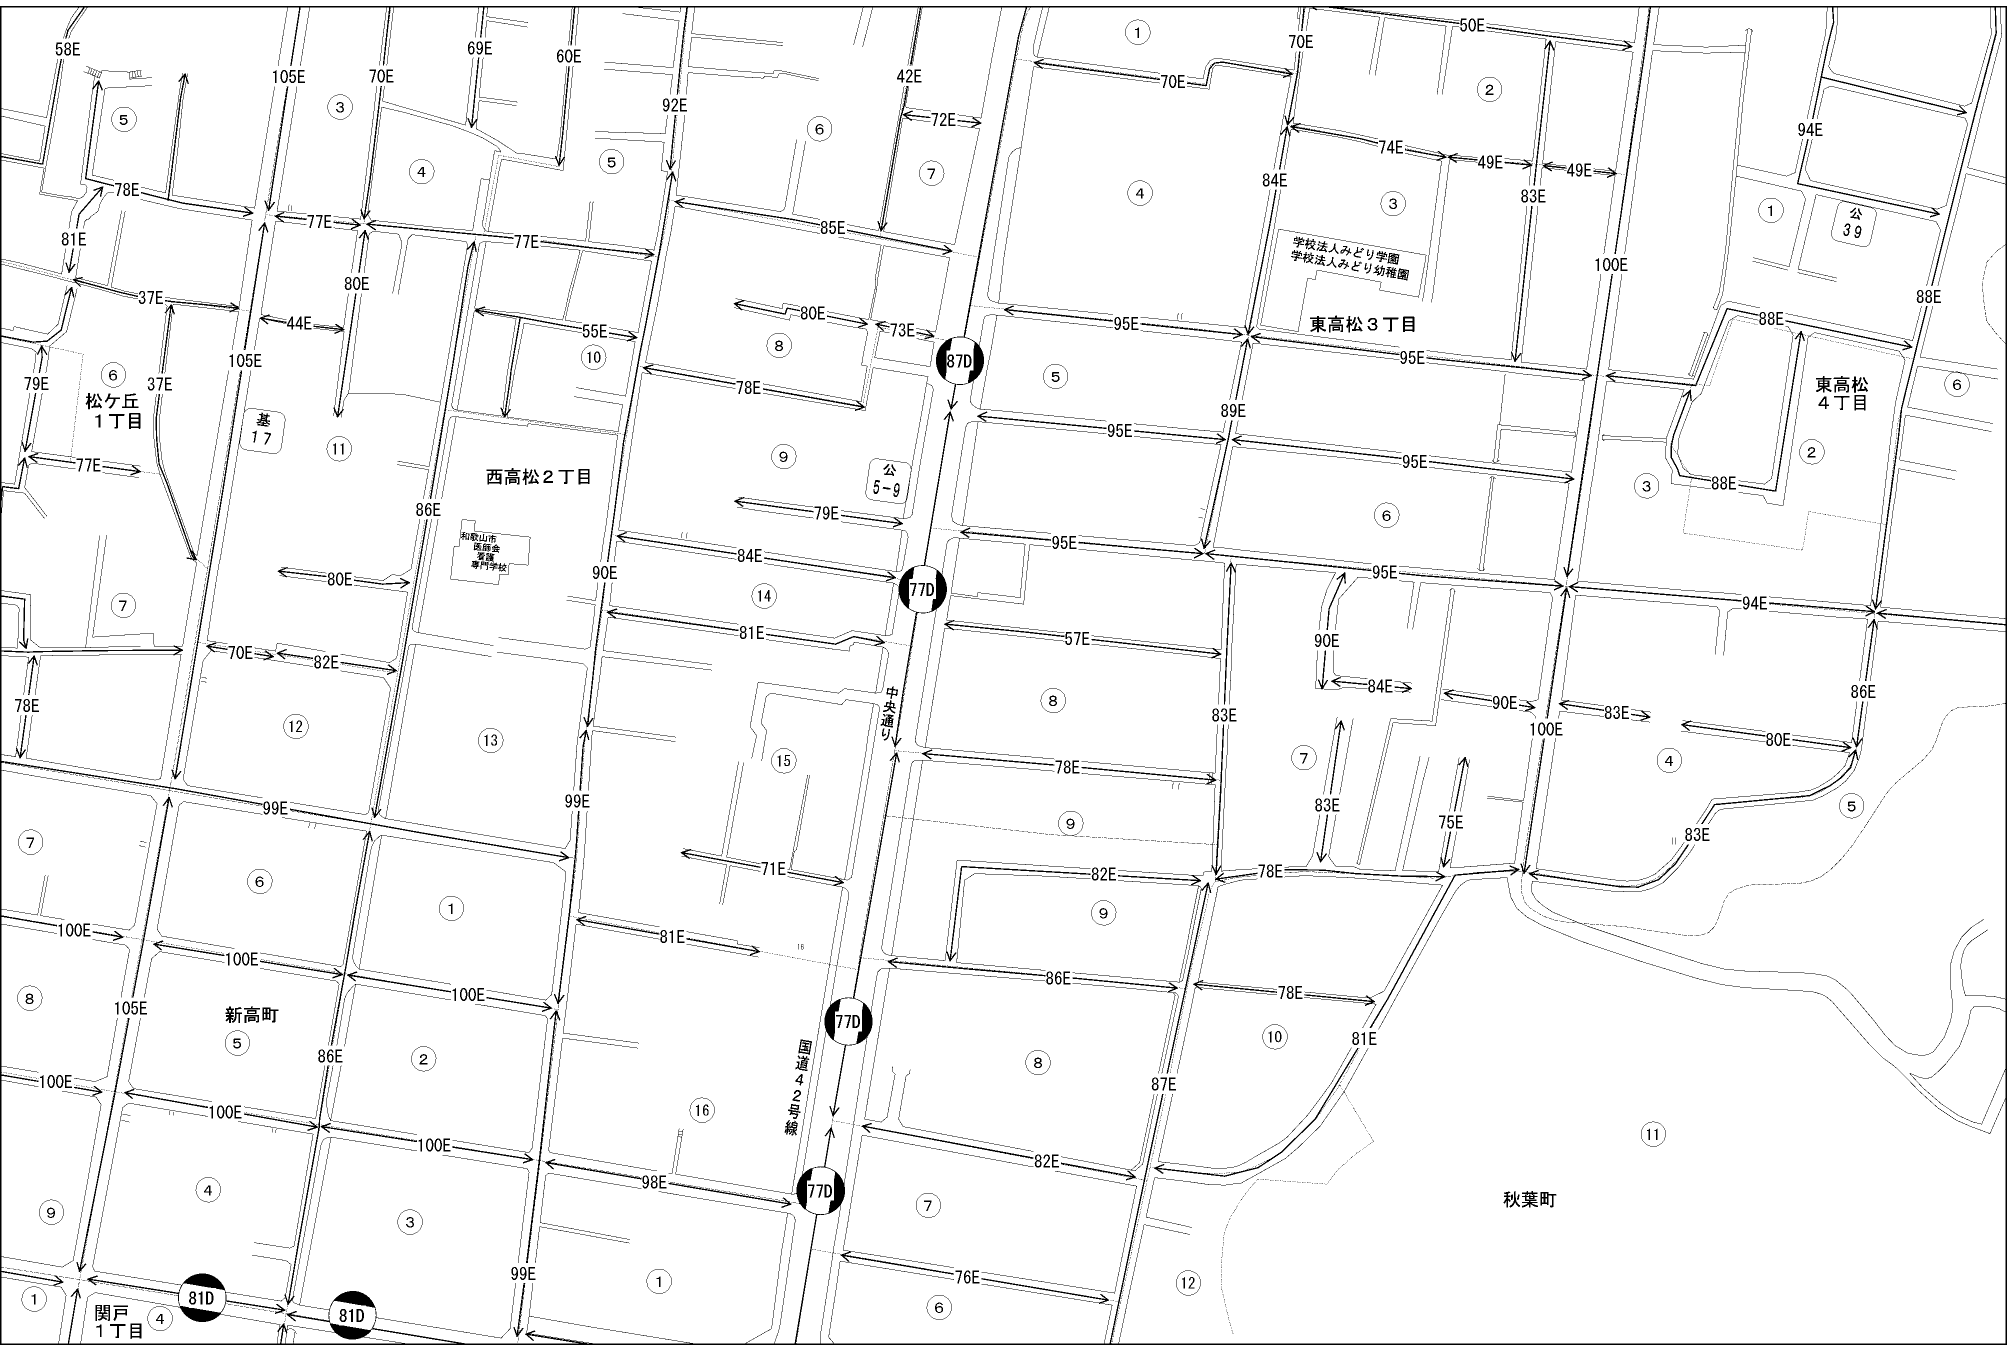 50E
58E
105E
70E
69E
60E
92E
42E
72E
70E
①
70E
②
94E
③
⑤
④
⑤
⑥
⑦
④
84E
74E
49E
49E
③
83E
①
公
39
78E
77E
77E
85E
81E
37E
44E
80E
55E
80E
73E
95E
学校法人みどり学園
学校法人みどり幼稚園
東高松3丁目
100E
88E
88E
105E
⑩
⑧
87D
⑤
95E
79E
⑥
37E
松ケ丘
1丁目
基
17
78E
89E
東高松
4丁目
⑥
77E
⑪
西高松2丁目
⑨
公
5-9
95E
95E
②
③
88E
86E
79E
⑥
和歌山市
医師会
看護
専門学校
84E
95E
95E
80E
90E
77D
⑦
⑭
94E
70E
82E
81E
57E
90E
84E
90E
83E
86E
78E
⑫
⑬
中央通り
⑧
83E
100E
80E
⑮
78E
⑦
④
⑤
99E
99E
83E
75E
83E
⑦
⑨
⑥
71E
82E
78E
①
⑨
100E
100E
81E
16
86E
100E
78E
⑧
105E
新高町
⑤
86E
②
77D
国道42号線
⑧
⑩
81E
100E
87E
100E
100E
⑯
⑪
98E
82E
77D
⑨
④
③
⑦
秋葉町
99E
①
76E
⑫
①
関戸
1丁目
④
81D
81D
⑥